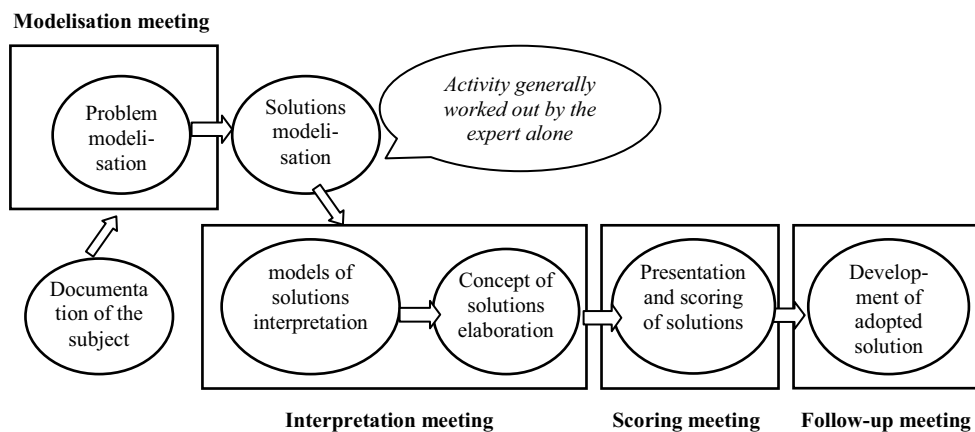 Modelisation meeting
Problem
modeli-
sation
Solutions
modeli-
sation
Activity generally
worked out by the
expert alone
Documenta
tion of the
subject
models of
solutions
interpretation
Concept of
solutions
elaboration
Presentation
and scoring
of solutions
Develop-
ment of
adopted
solution
Interpretation meeting
Scoring meeting
Follow-up meeting